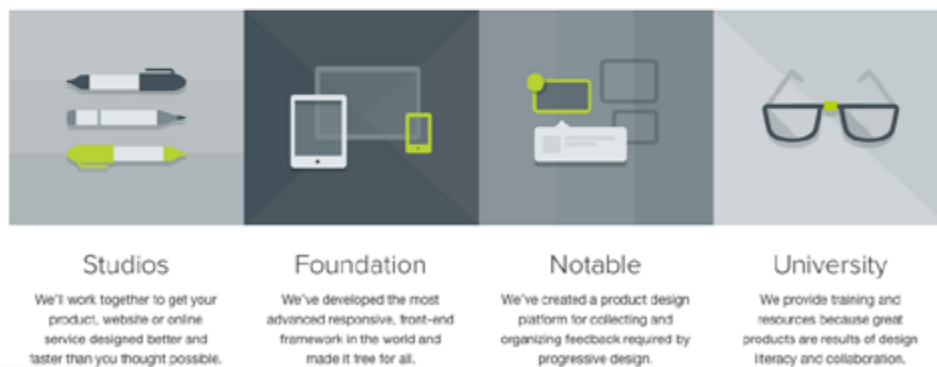 Studios
We'll work together to get your
product, website or online
service designed better and
faster than you thought possible.
Foundation
We've developed the most
advanced responsive, front-end
framework in the world and
made it free for all.
Notable
We've created a product design
platform for collecting and
organizing feedback required by
progressive design.
University
We provide training and
resources because great
products are results of design
literacy and collaboration.